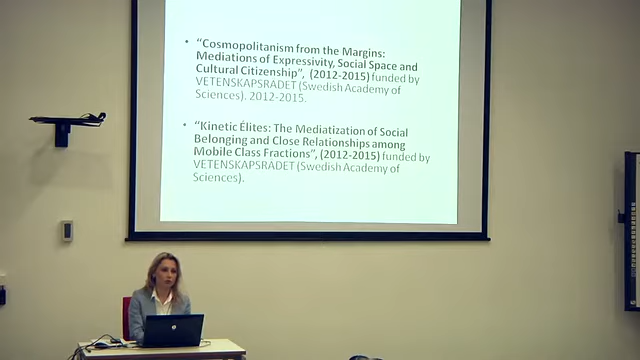 • “Cosmopolitanism from the Margins:
Mediations of Expressivity, Social Space and
Cultural Citizenship”, (2012-2015) funded by
VETENSKAPSRADET (Swedish Academy of
Sciences). 2012-2015.
• “Kinetic Élites: The Mediatization of Social
Belonging and Close Relationships among
Mobile Class Fractions”, (2012-2015) funded by
VETENSKAPSRADET (Swedish Academy of
Sciences).